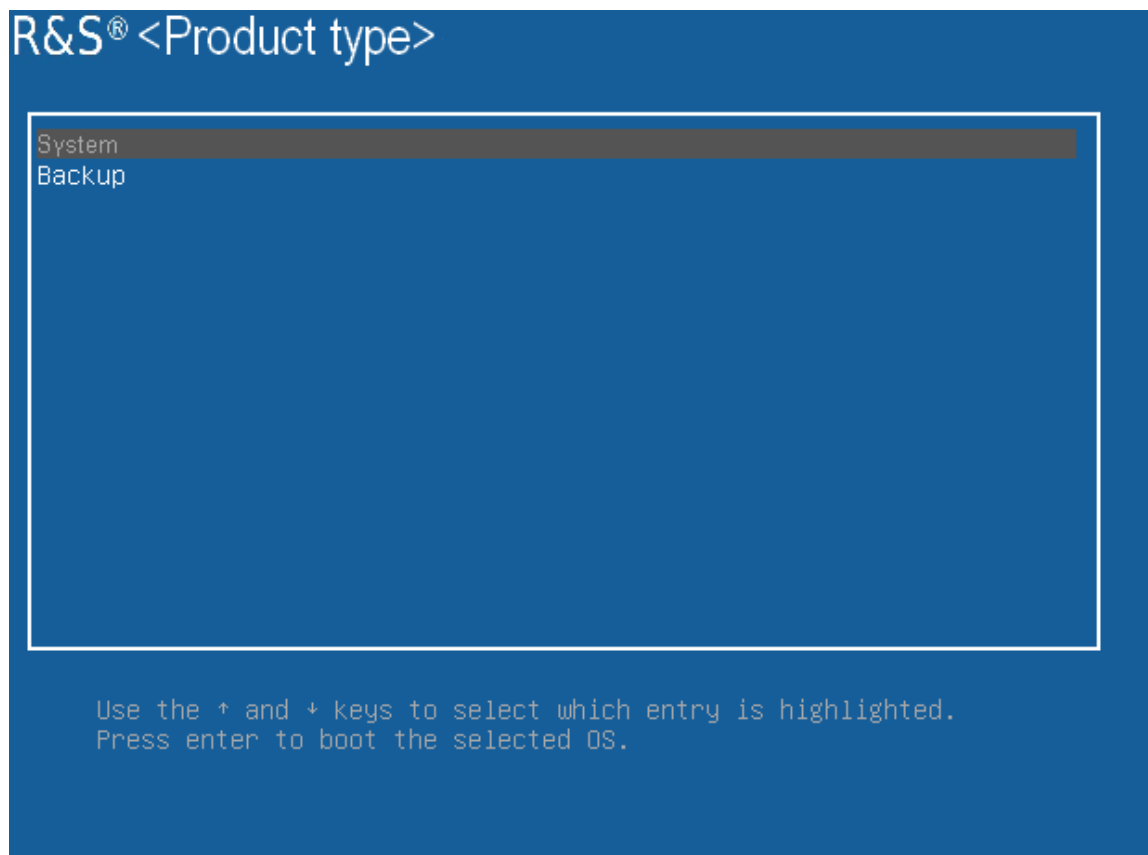 R&S® <Product type>
System
Backup
Use the ↑ and ↓ keys to select which entry is highlighted.
Press enter to boot the selected OS.